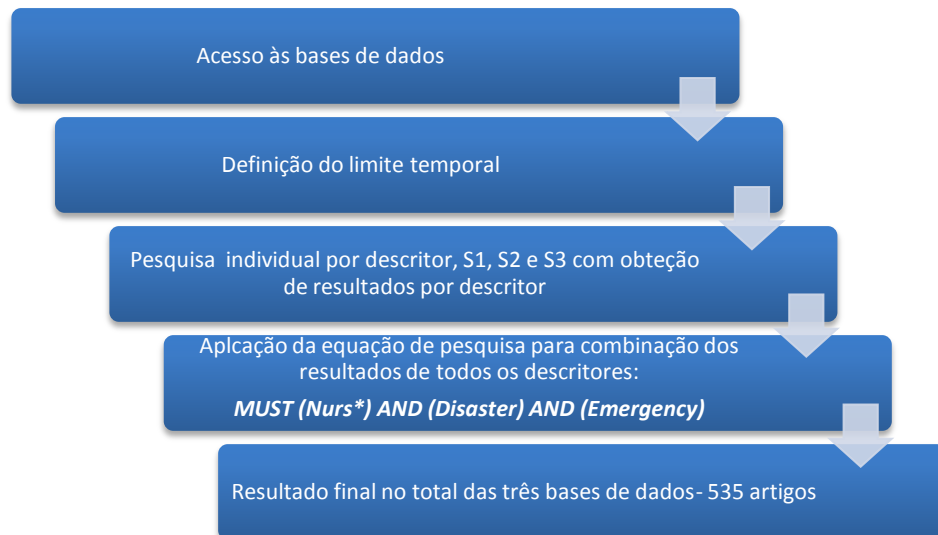 Acesso às bases de dados
Definição do limite temporal
Pesquisa individual por descritor, S1, S2 e S3 com obteção
de resultados por descritor
Aplcação da equação de pesquisa para combinação dos
resultados de todos os descritores:
MUST (Nurs*) AND (Disaster) AND (Emergency)
Resultado final no total das três bases de dados- 535 artigos